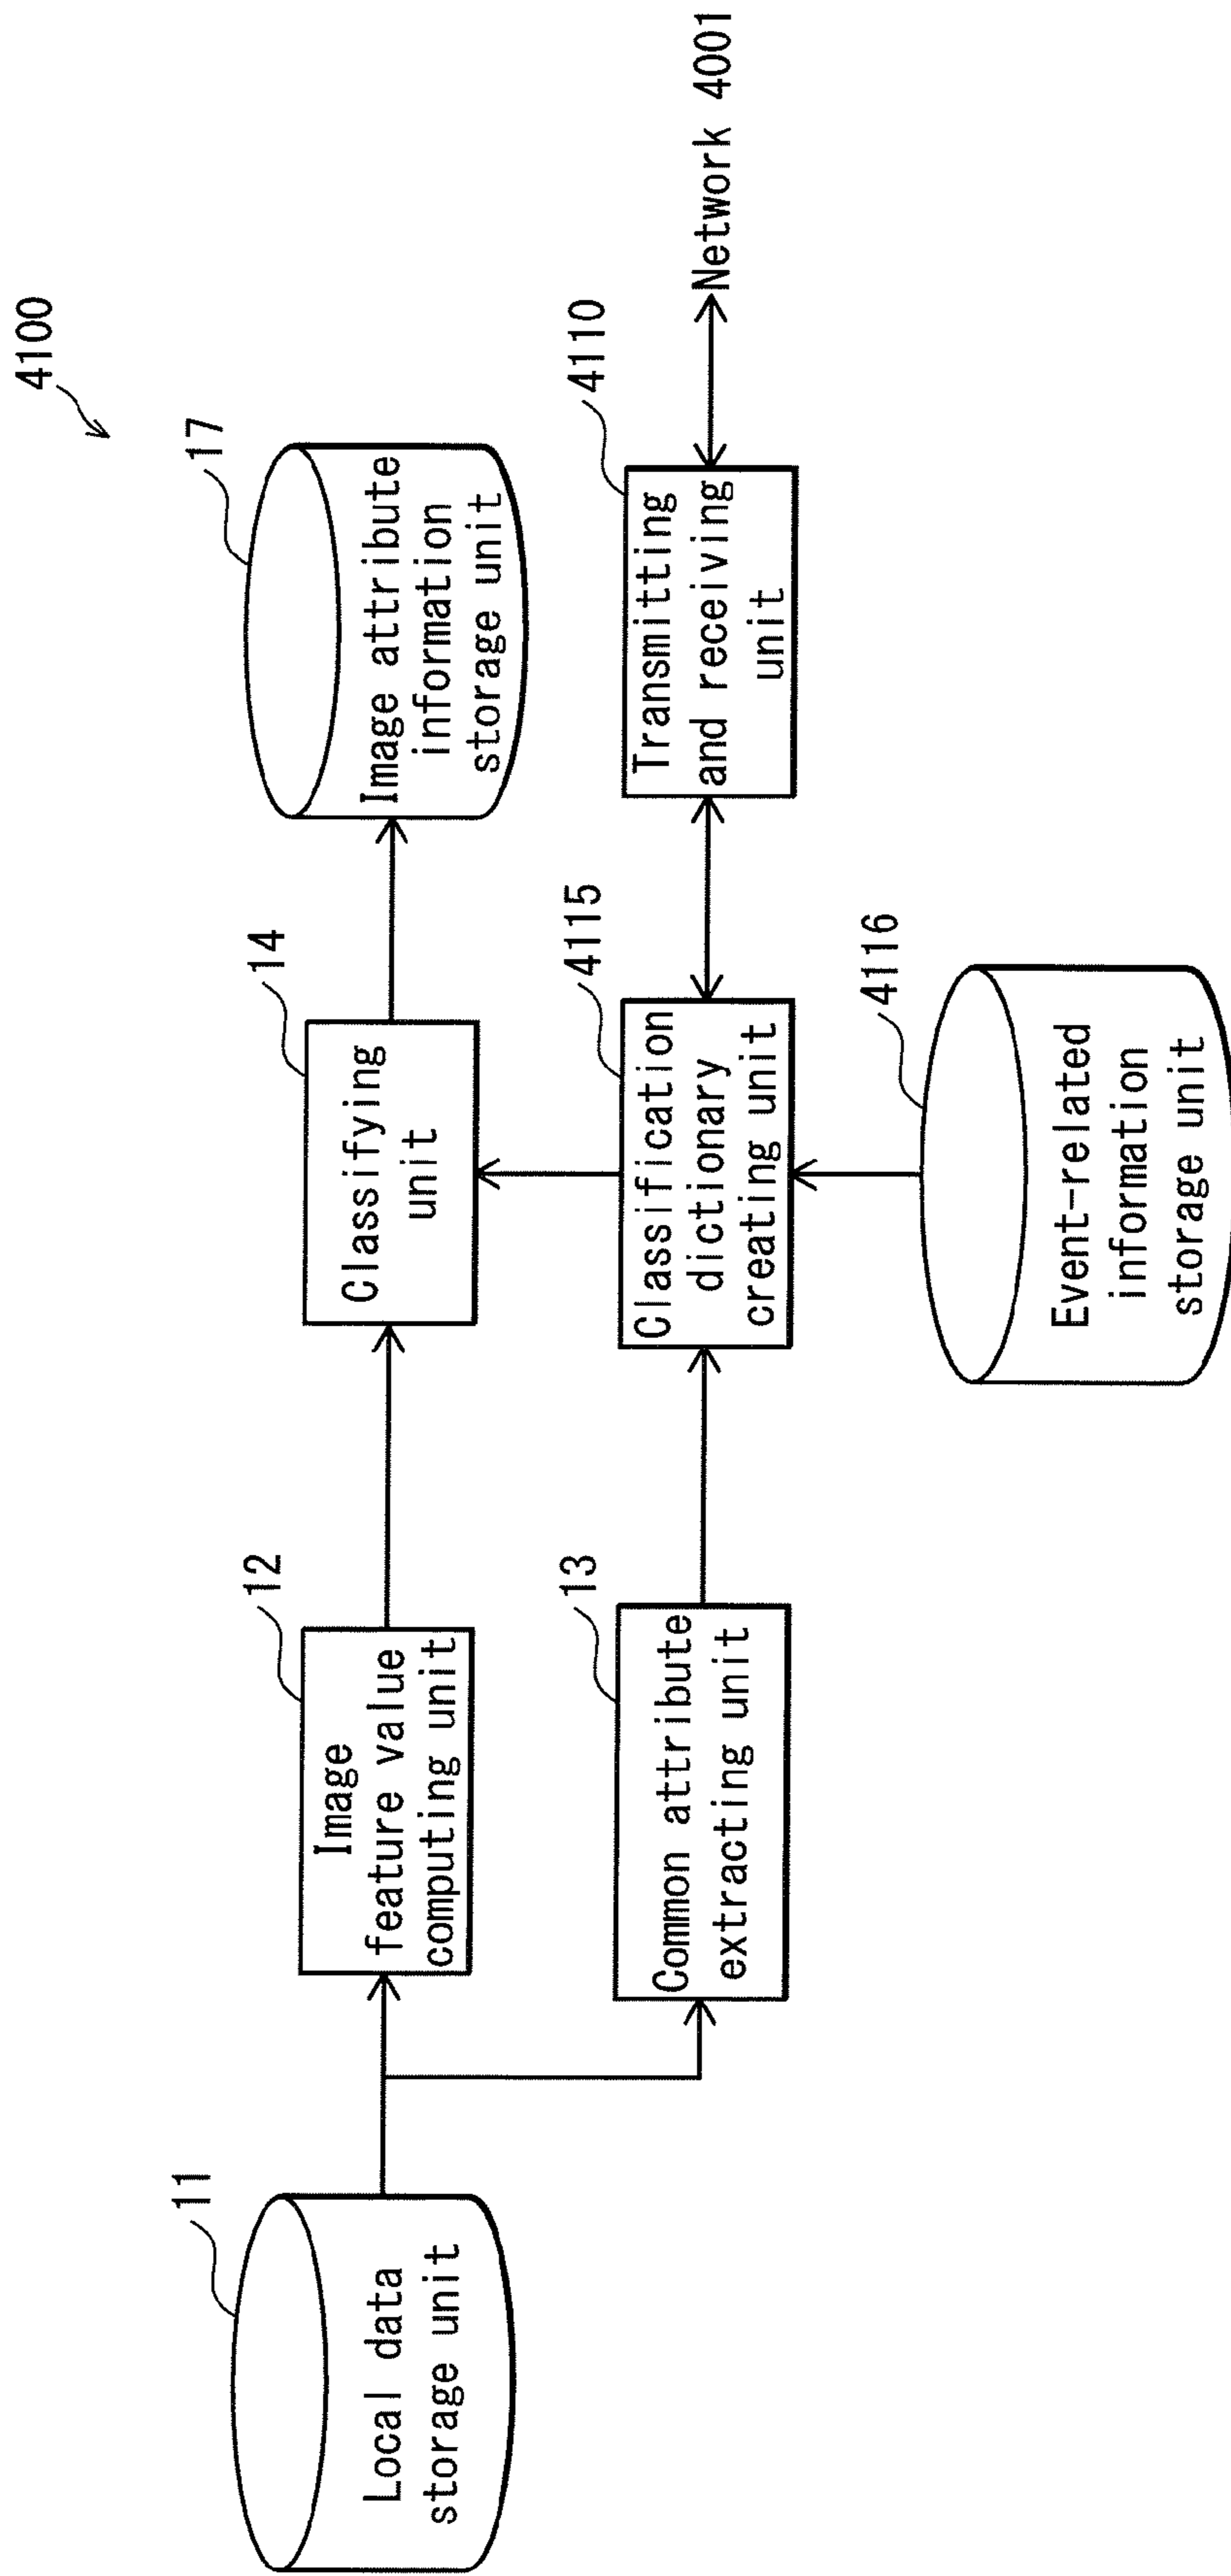 4100
11
Local data
storage unit
12
Image
feature value
computing unit
14
Classifying
unit
17
Image attribute
information
storage unit
13
Common attribute
extracting unit
4115
Classification
dictionary
creating unit
4110
Transmitting
and receiving
unit
Network 4001
4116
Event-related
information
storage unit